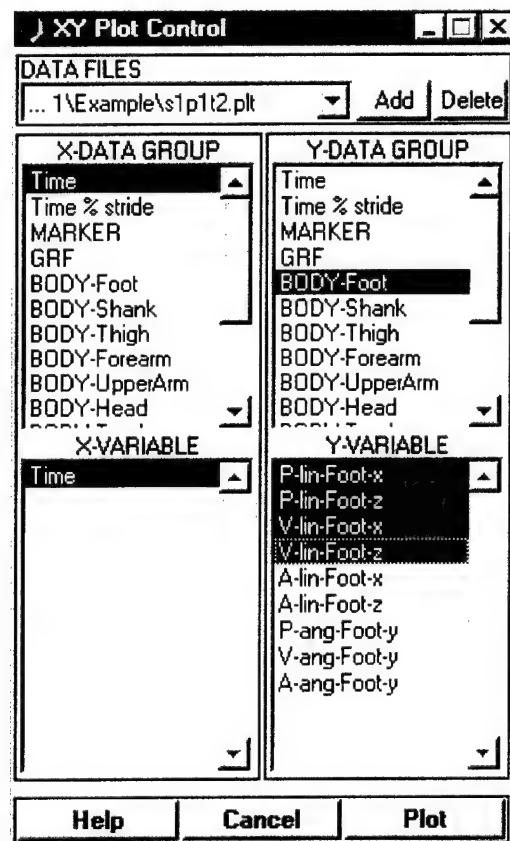 XY Plot Control
DATA FILES
... 1\Example\s1p1t2.plt
Add
Delete
X-DATA GROUP
Time
Time % stride
MARKER
GRF
BODY-Foot
BODY-Shank
BODY-Thigh
BODY-Forearm
BODY-UpperArm
BODY-Head
Y-DATA GROUP
Time
Time % stride
MARKER
GRF
BODY-Foot
BODY-Shank
BODY-Thigh
BODY-Forearm
BODY-UpperArm
BODY-Head
X-VARIABLE
Time
Y-VARIABLE
P-lin-Foot-x
P-lin-Foot-z
V-lin-Foot-x
V-lin-Foot-z
A-lin-Foot-x
A-lin-Foot-z
P-ang-Foot-y
V-ang-Foot-y
A-ang-Foot-y
Help
Cancel
Plot